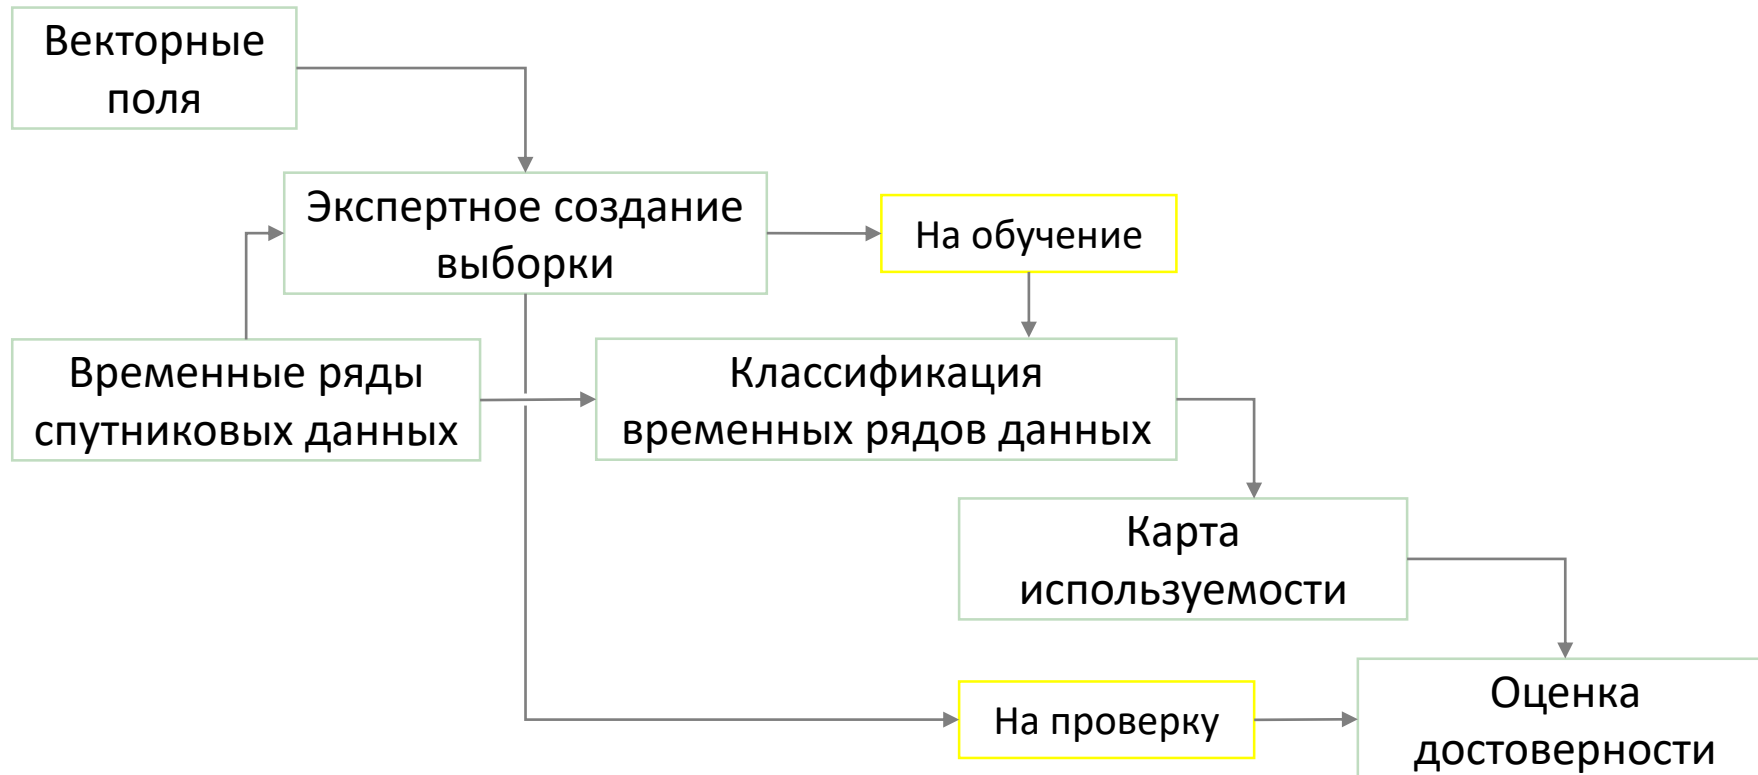 Векторные
поля
Экспертное создание
выборки
На обучение
Временные ряды
спутниковых данных
Классификация
временных рядов данных
Карта
используемости
На проверку
Оценка
достоверности